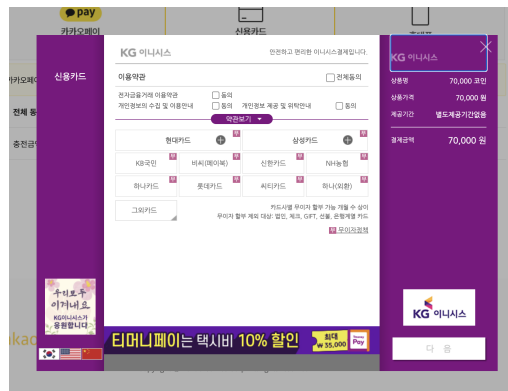 pay
카카오페이
신용카드
KG 이니시스
안전하고 편리한 이니시스결제입니다.
이용약관
전체동의
전자금융거래 이용약관
동의
개인정보의 수집 및 이용안내
동의
개인정보 제공 및 위탁안내
동의
약관보기
현대카드
삼성카드
KB국민
비씨(페이북)
신한카드
NH농협
하나카드
롯데카드
씨티카드
하나(외환)
그외카드
카드사별 무이자 할부 가능 개월 수 상이
무이자 할부 제외 대상: 법인, 체크, GIFT, 선불, 은행계열 카드
무 무이자정책
신용카드
전체 동
충전금
우리모두
이겨내요
KG이니시스가
응원합니다
티머니페이는 택시비 10% 할인
최대
₩35,000
Pay
KG 이니시스
상품명
70,000 코인
상품가격
70,000 원
제공기간
별도제공기간없음
결제금액
70,000 원
KG 이니시스
다 음